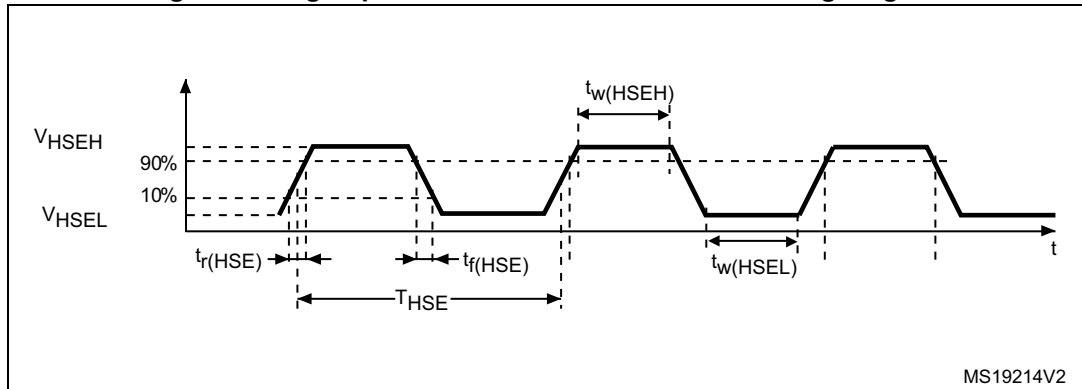 tw(HSEH)
VHSEH
90%
10%
VHSEL
tr(HSE)
tf(HSE)
tw(HSEL)
t
THSE
MS19214V2